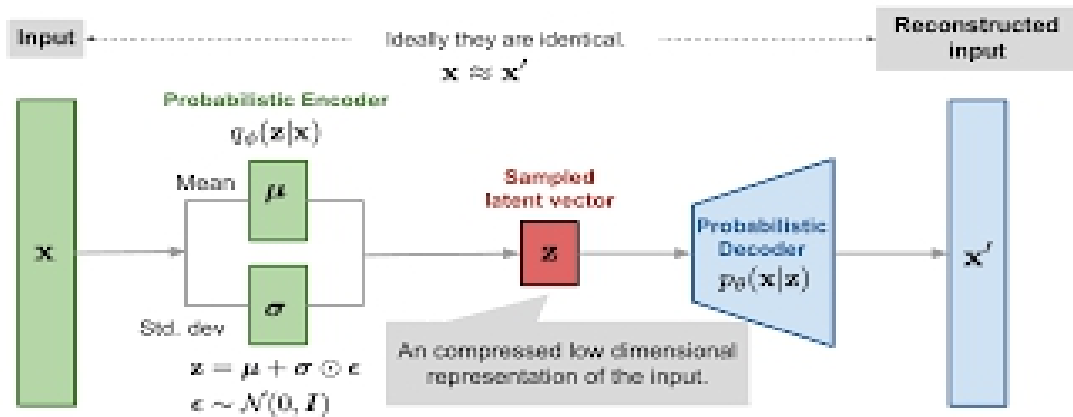 Input
Ideally they are identical.
x ≈ x′
Reconstructed
input
Probabilistic Encoder
qϕ(z|x)
Mean
μ
Sampled
latent vector
Probabilistic
Decoder
pθ(x|z)
x
z
x′
σ
Std. dev
z = μ + σ ⊙ ϵ
ϵ ∼ N(0, I)
An compressed low dimensional
representation of the input.